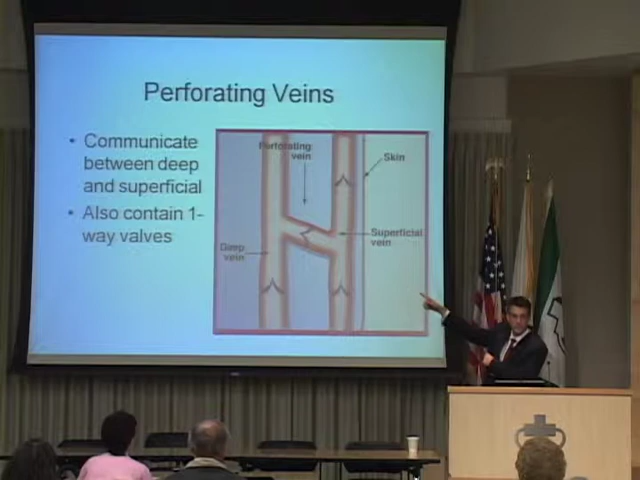 Perforating Veins
• Communicate
between deep
and superficial
• Also contain 1-
way valves
Perforating
vein
Skin
Superficial
vein
Deep
vein